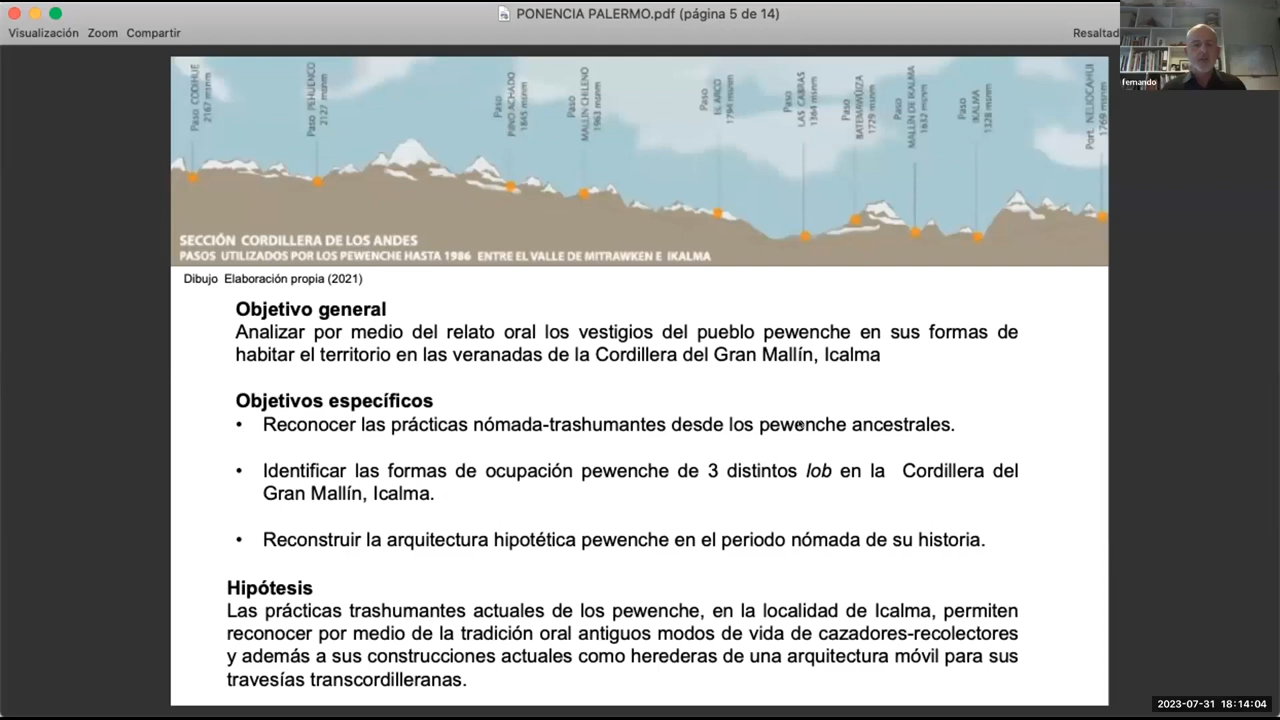 PONENCIA PALERMO.pdf (página 5 de 14)
Visualización Zoom Compartir
Resaltad
fernando
Paso CODIHUE
2167 msnm
Paso PEHUENCO
2127 msnm
Paso
PINO ACHADO
1845 msnm
Paso
MALLÍN CHILENO
1963 msnm
Paso
EL ARCO
1794 msnm
Paso
LAS CABRAS
1364 msnm
Paso
BATEMAWIZA
1729 msnm
Paso
MALLÍN DE IKALMA
1632 msnm
Paso
IKALMA
1328 msnm
Port. NELIOCAHUI
1769 msnm
SECCIÓN CORDILLERA DE LOS ANDES
PASOS UTILIZADOS POR LOS PEWENCHE HASTA 1986 ENTRE EL VALLE DE MITRAWKEN E IKALMA
Dibujo Elaboración propia (2021)
Objetivo general
Analizar por medio del relato oral los vestigios del pueblo pewenche en sus formas de
habitar el territorio en las veranadas de la Cordillera del Gran Mallín, Icalma
Objetivos específicos
• Reconocer las prácticas nómada-trashumantes desde los pewenche ancestrales.
• Identificar las formas de ocupación pewenche de 3 distintos lob en la Cordillera del
Gran Mallín, Icalma.
• Reconstruir la arquitectura hipotética pewenche en el periodo nómada de su historia.
Hipótesis
Las prácticas trashumantes actuales de los pewenche, en la localidad de Icalma, permiten
reconocer por medio de la tradición oral antiguos modos de vida de cazadores-recolectores
y además a sus construcciones actuales como herederas de una arquitectura móvil para sus
travesías transcordilleranas.
2023-07-31 18:14:04